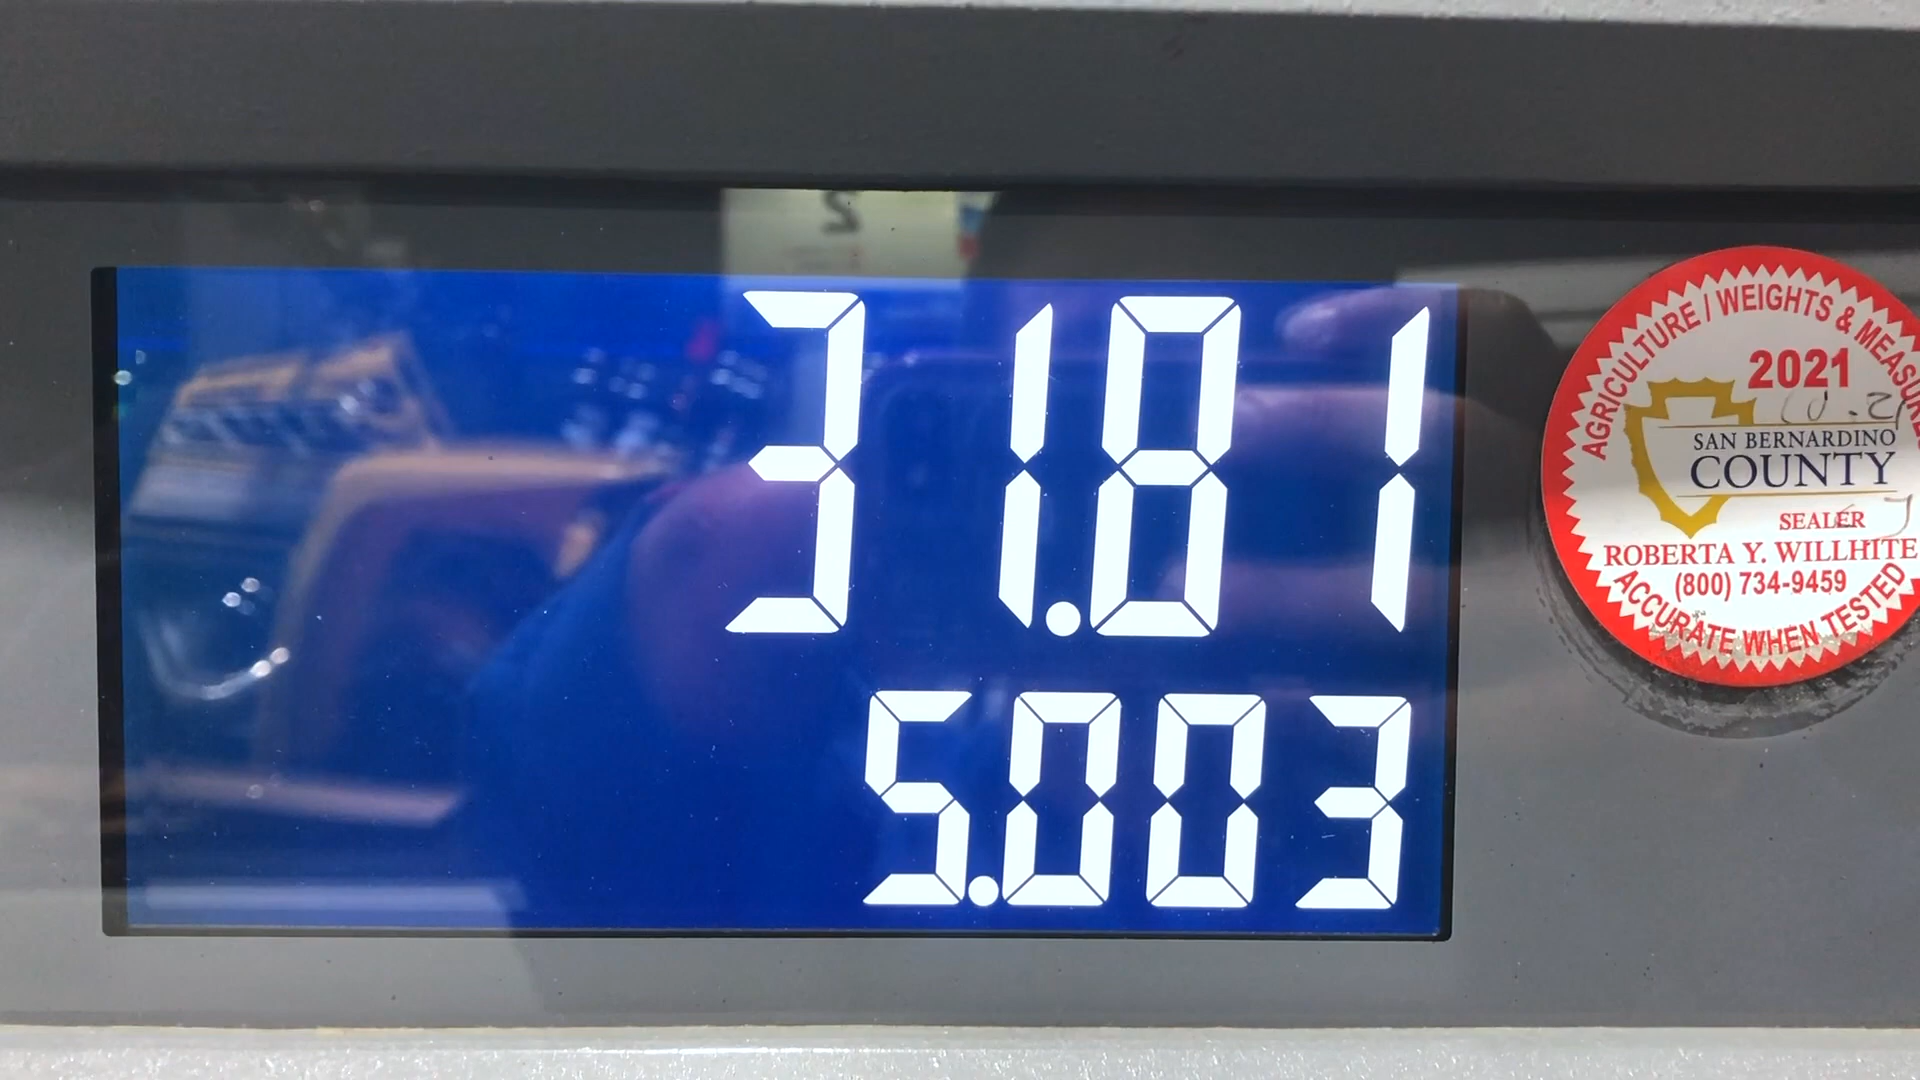 31.81
5.003
AGRICULTURE / WEIGHTS &
2021
SAN BERNARDINO
COUNTY
SEALER
ROBERTA Y. WILLHITE
(800) 734-9459
ACCURATE WHEN TESTED
2